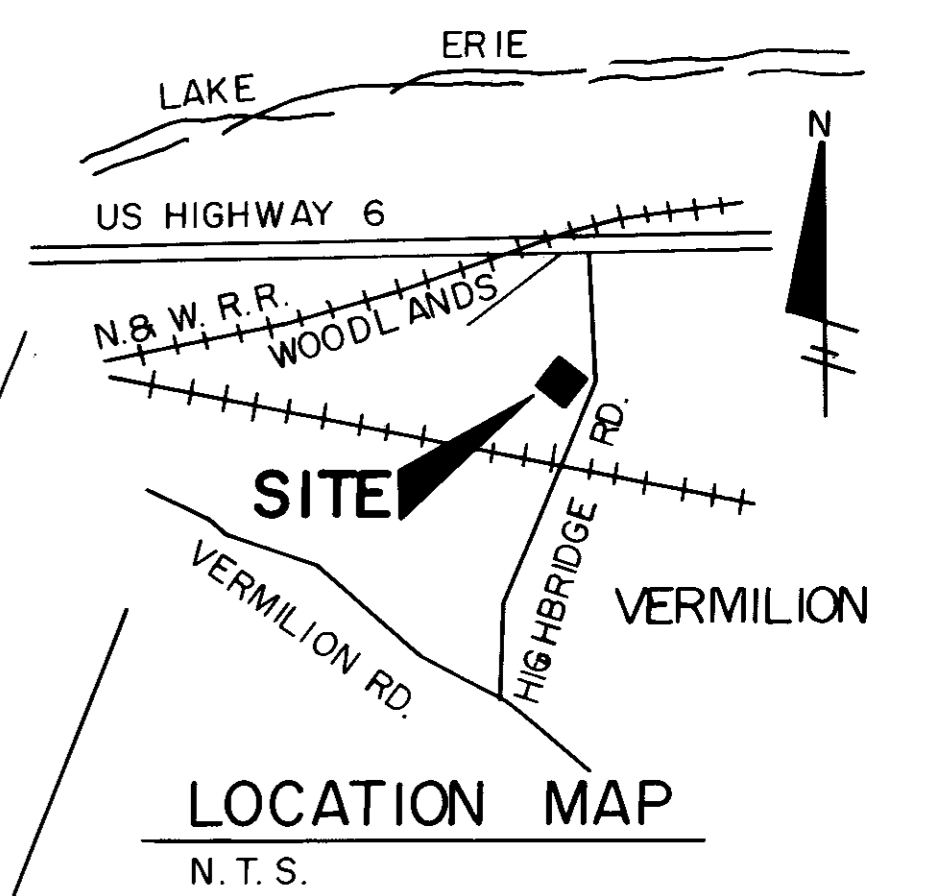 LAKE ERIE
N
US HIGHWAY 6
N.& W. R.R.
WOODLANDS
SITE
HIGHBRIDGE RD.
VERMILION
VERMILION RD.
LOCATION MAP
N.T.S.